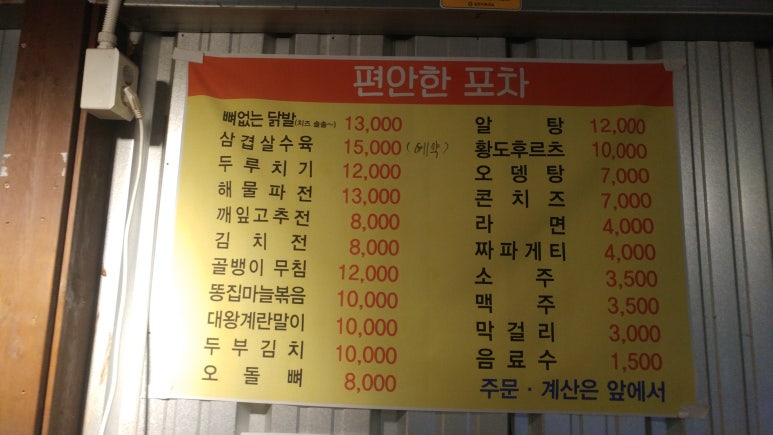 편안한 포차
뼈없는 닭발(치즈 솔솔~) 13,000
삼겹살수육 15,000 (예약)
두루치기 12,000
해물파전 13,000
깨잎고추전 8,000
김치전 8,000
골뱅이 무침 12,000
똥집마늘볶음 10,000
대왕계란말이 10,000
두부김치 10,000
오돌뼈 8,000
알탕 12,000
황도후르츠 10,000
오뎅탕 7,000
콘치즈 7,000
라면 4,000
짜파게티 4,000
소주 3,500
맥주 3,500
막걸리 3,000
음료수 1,500
주문 · 계산은 앞에서